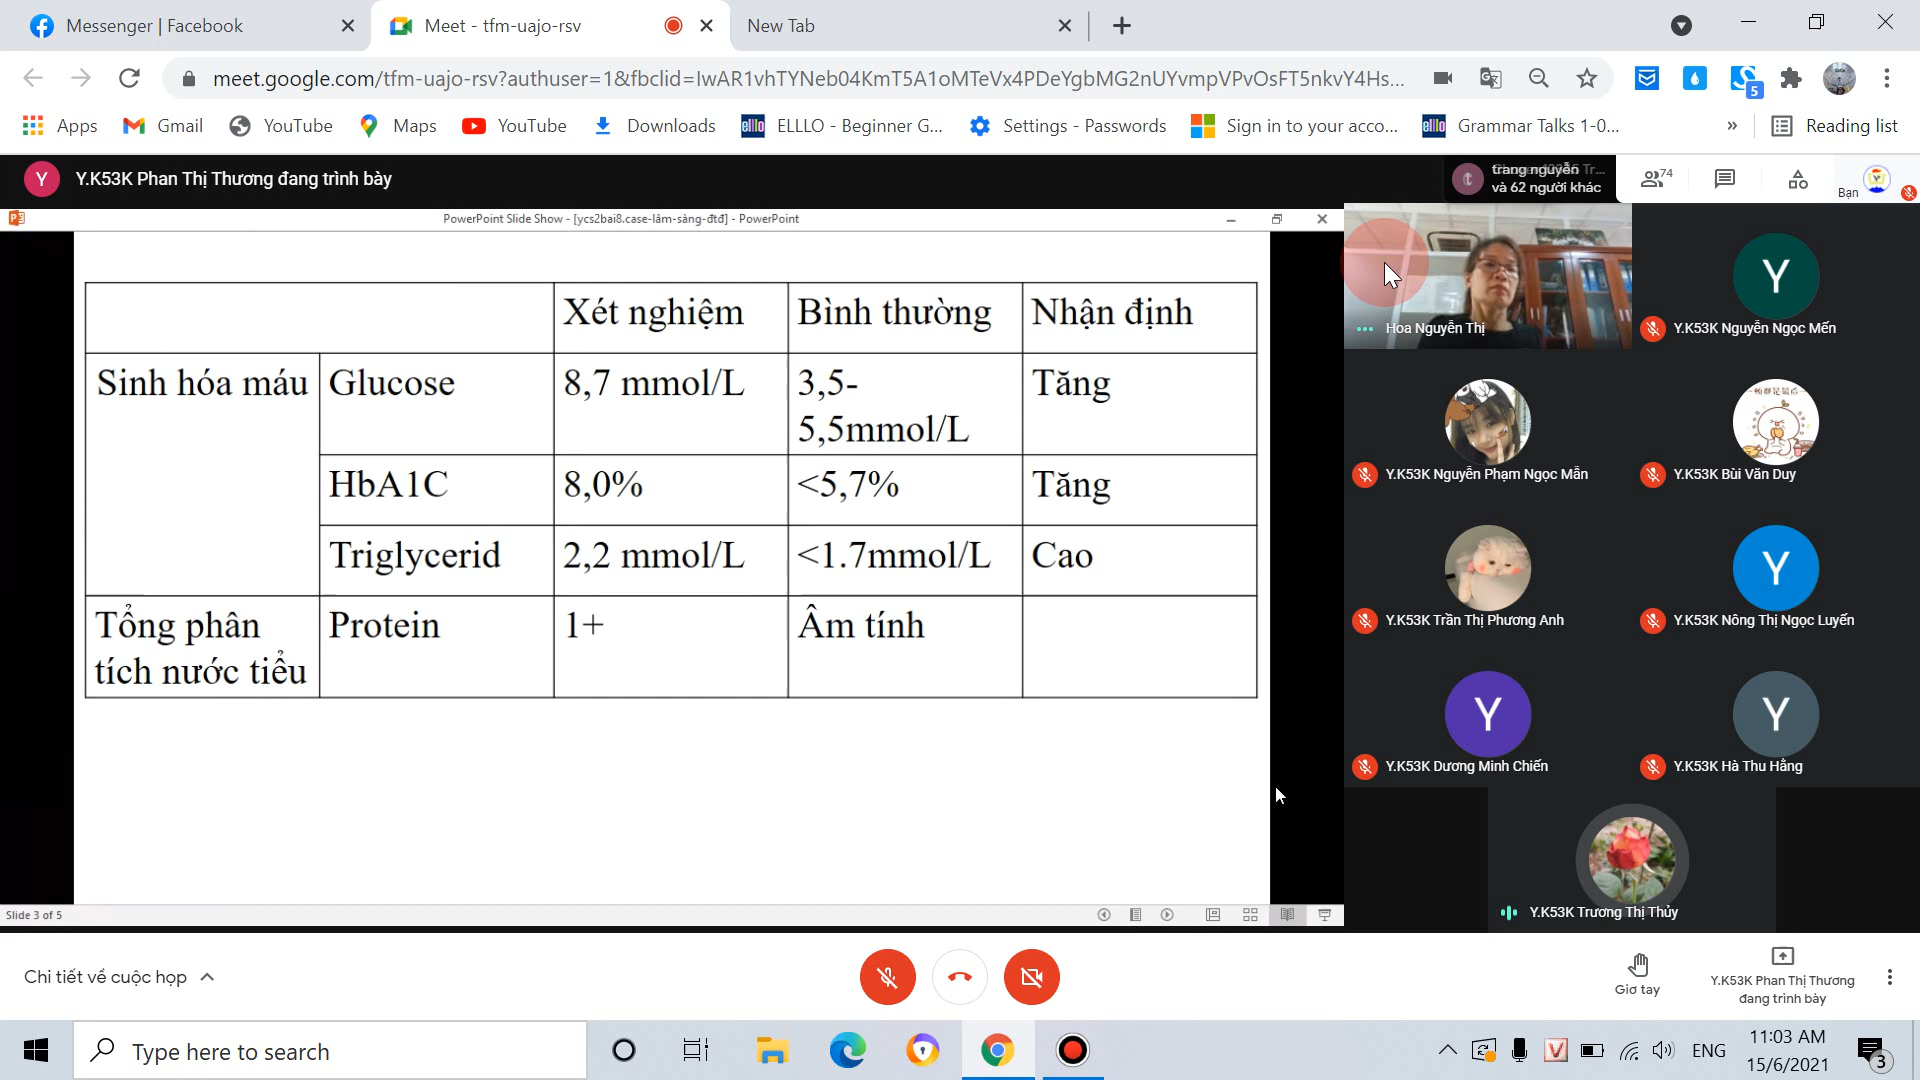 Messenger | Facebook
Meet - tfm-uajo-rsv
New Tab
meet.google.com/tfm-uajo-rsv?authuser=1&fbclid=IwAR1vhTYNeb04KmT5A1oMTeVx4PDeYgbMG2nUYvmpVPvOsFT5nkvY4Hs...
5
Apps
Gmail
YouTube
Maps
YouTube
Downloads
elllo
ELLLO - Beginner G...
Settings - Passwords
Sign in to your acco...
elllo
Grammar Talks 1-0...
»
Reading list
Y
Y.K53K Phan Thị Thương đang trình bày
t
trang nguyễn
và 62 người khác
74
Bạn
PowerPoint Slide Show - [ycs2bai8.case-lâm-sàng-đtđ] - PowerPoint
Xét nghiệm
Bình thường
Nhận định
Sinh hóa máu
Glucose
8,7 mmol/L
3,5-
5,5mmol/L
Tăng
HbA1C
8,0%
<5,7%
Tăng
Triglycerid
2,2 mmol/L
<1.7mmol/L
Cao
Tổng phân
tích nước tiểu
Protein
1+
Âm tính
Slide 3 of 5
Hoa Nguyễn Thị
Y
Y.K53K Nguyễn Ngọc Mến
Y.K53K Nguyễn Phạm Ngọc Mẫn
Y.K53K Bùi Văn Duy
Y.K53K Trần Thị Phương Anh
Y
Y.K53K Nông Thị Ngọc Luyến
Y
Y.K53K Dương Minh Chiến
Y
Y.K53K Hà Thu Hằng
Y.K53K Trương Thị Thủy
Chi tiết về cuộc họp
Giơ tay
Y.K53K Phan Thị Thương
đang trình bày
Type here to search
V
ENG
11:03 AM
15/6/2021
3